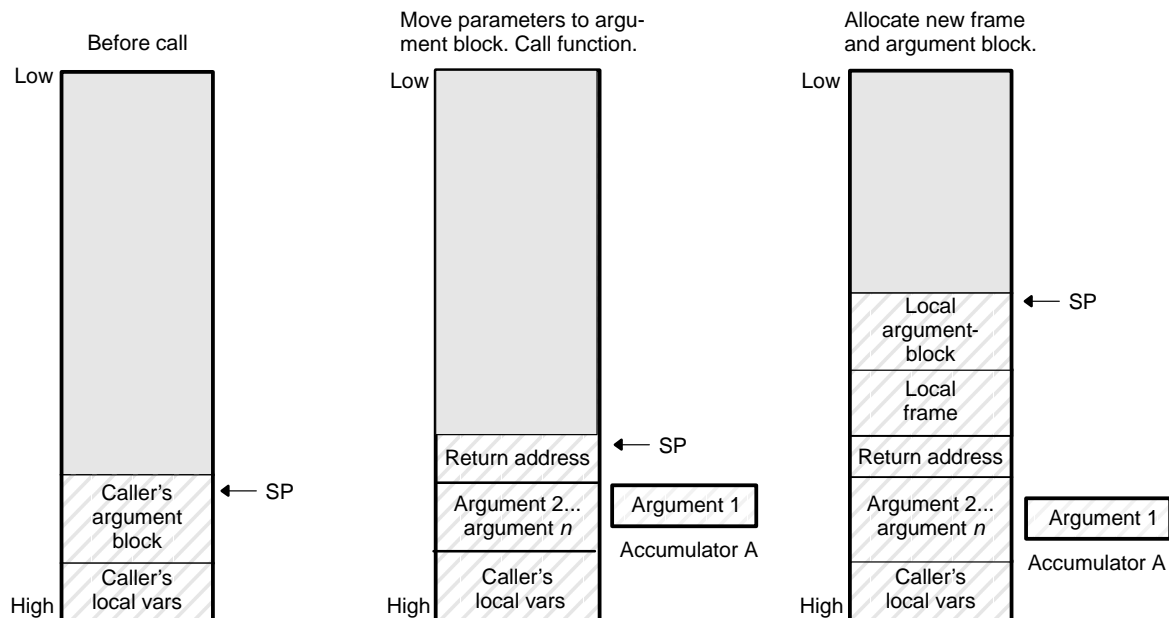 Before call
Low
SP
Caller's
argument
block
Caller's
local vars
High
Move parameters to argu-
ment block. Call function.
Low
SP
Return address
Argument 2...
argument n
Argument 1
Accumulator A
Caller's
local vars
High
Allocate new frame
and argument block.
Low
SP
Local
argument-
block
Local
frame
Return address
Argument 2...
argument n
Argument 1
Accumulator A
Caller's
local vars
High